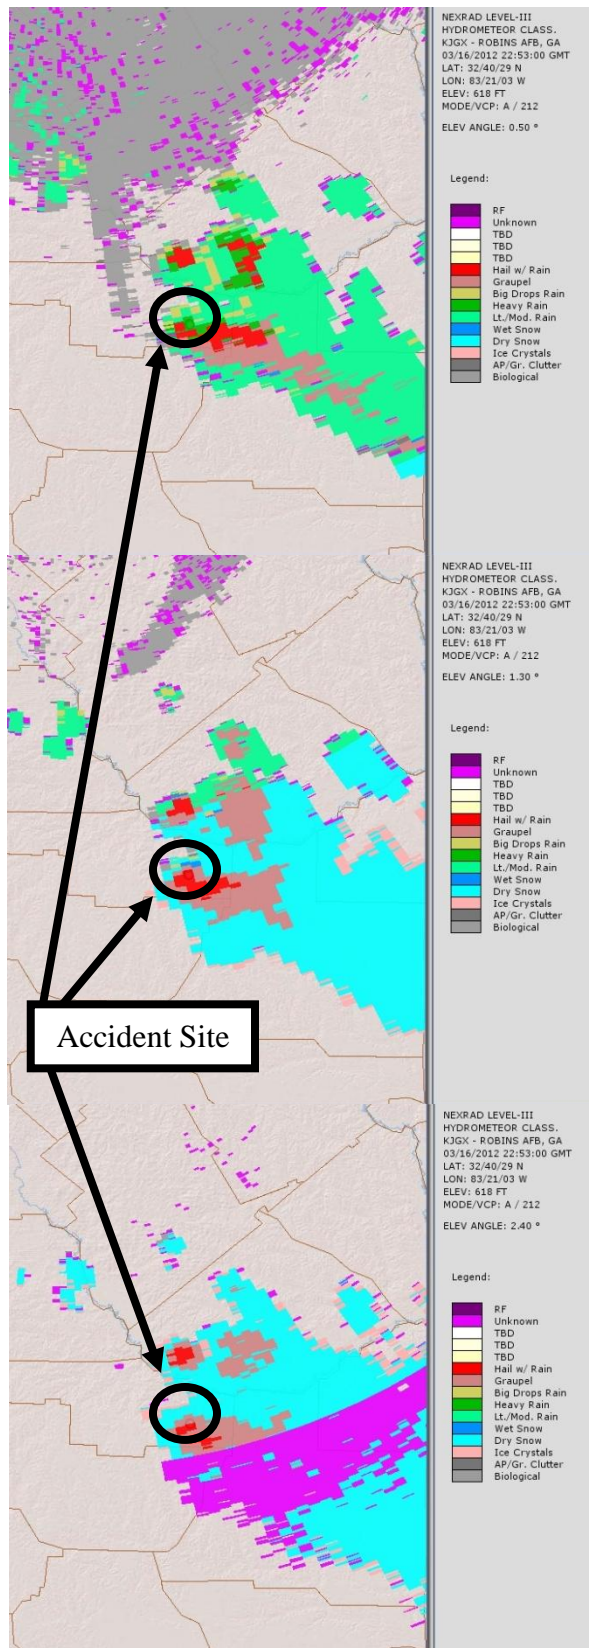 NEXRAD LEVEL-III
HYDROMETEOR CLASS.
KJGX - ROBINS AFB, GA
03/16/2012 22:53:00 GMT
LAT: 32/40/29 N
LON: 83/21/03 W
ELEV: 618 FT
MODE/VCP: A / 212
ELEV ANGLE: 0.50 °
Legend:
RF
Unknown
TBD
TBD
TBD
Hail w/ Rain
Graupel
Big Drops Rain
Heavy Rain
Lt./Mod. Rain
Wet Snow
Dry Snow
Ice Crystals
AP/Gr. Clutter
Biological
NEXRAD LEVEL-III
HYDROMETEOR CLASS.
KJGX - ROBINS AFB, GA
03/16/2012 22:53:00 GMT
LAT: 32/40/29 N
LON: 83/21/03 W
ELEV: 618 FT
MODE/VCP: A / 212
ELEV ANGLE: 1.30 °
Legend:
RF
Unknown
TBD
TBD
TBD
Hail w/ Rain
Graupel
Big Drops Rain
Heavy Rain
Lt./Mod. Rain
Wet Snow
Dry Snow
Ice Crystals
AP/Gr. Clutter
Biological
Accident Site
NEXRAD LEVEL-III
HYDROMETEOR CLASS.
KJGX - ROBINS AFB, GA
03/16/2012 22:53:00 GMT
LAT: 32/40/29 N
LON: 83/21/03 W
ELEV: 618 FT
MODE/VCP: A / 212
ELEV ANGLE: 2.40 °
Legend:
RF
Unknown
TBD
TBD
TBD
Hail w/ Rain
Graupel
Big Drops Rain
Heavy Rain
Lt./Mod. Rain
Wet Snow
Dry Snow
Ice Crystals
AP/Gr. Clutter
Biological